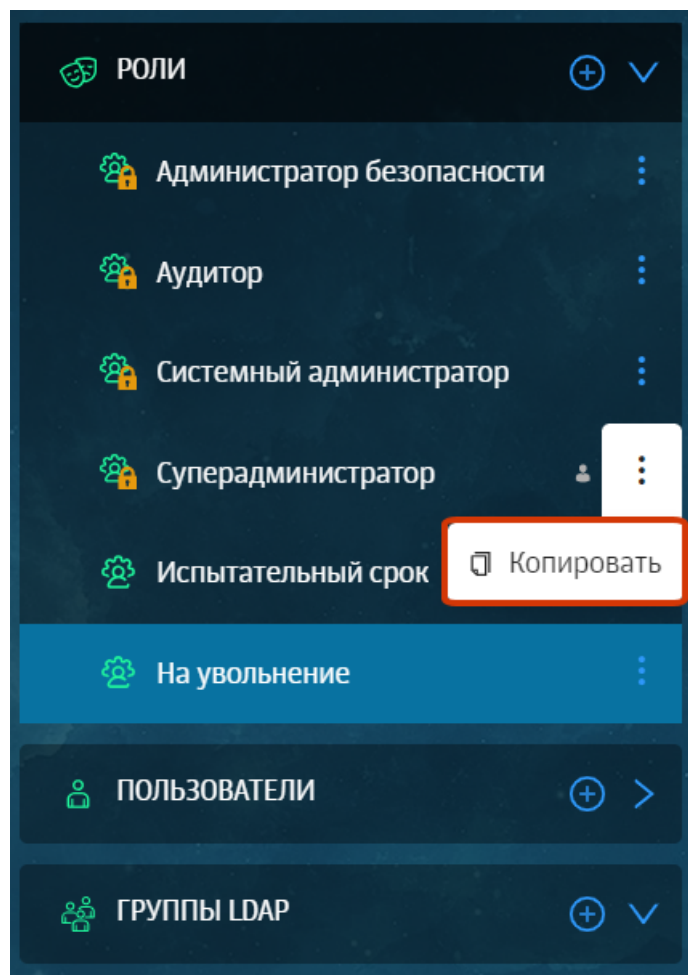 РОЛИ
Администратор безопасности
Аудитор
Системный администратор
Суперадминистратор
Испытательный срок
Копировать
На увольнение
ПОЛЬЗОВАТЕЛИ
ГРУППЫ LDAP